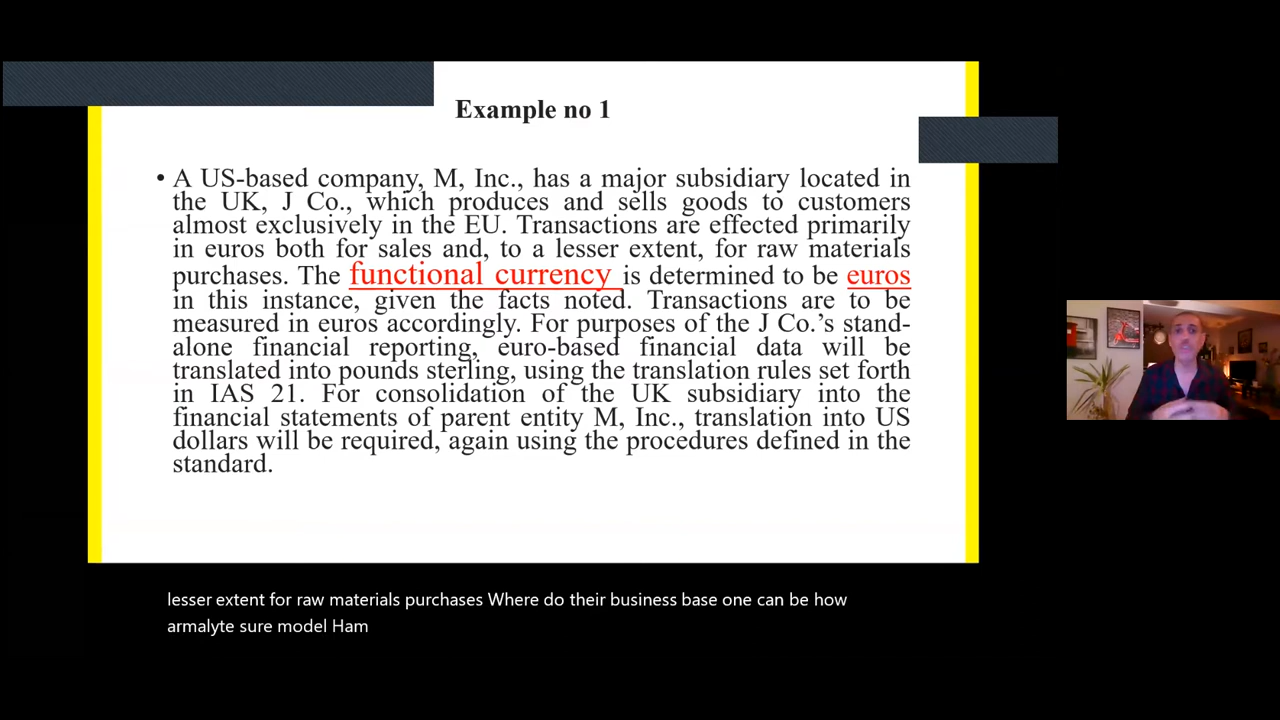 Example no 1
• A US-based company, M, Inc., has a major subsidiary located in
the UK, J Co., which produces and sells goods to customers
almost exclusively in the EU. Transactions are effected primarily
in euros both for sales and, to a lesser extent, for raw materials
purchases. The functional currency is determined to be euros
in this instance, given the facts noted. Transactions are to be
measured in euros accordingly. For purposes of the J Co.’s stand-
alone financial reporting, euro-based financial data will be
translated into pounds sterling, using the translation rules set forth
in IAS 21. For consolidation of the UK subsidiary into the
financial statements of parent entity M, Inc., translation into US
dollars will be required, again using the procedures defined in the
standard.
lesser extent for raw materials purchases Where do their business base one can be how
armalyte sure model Ham